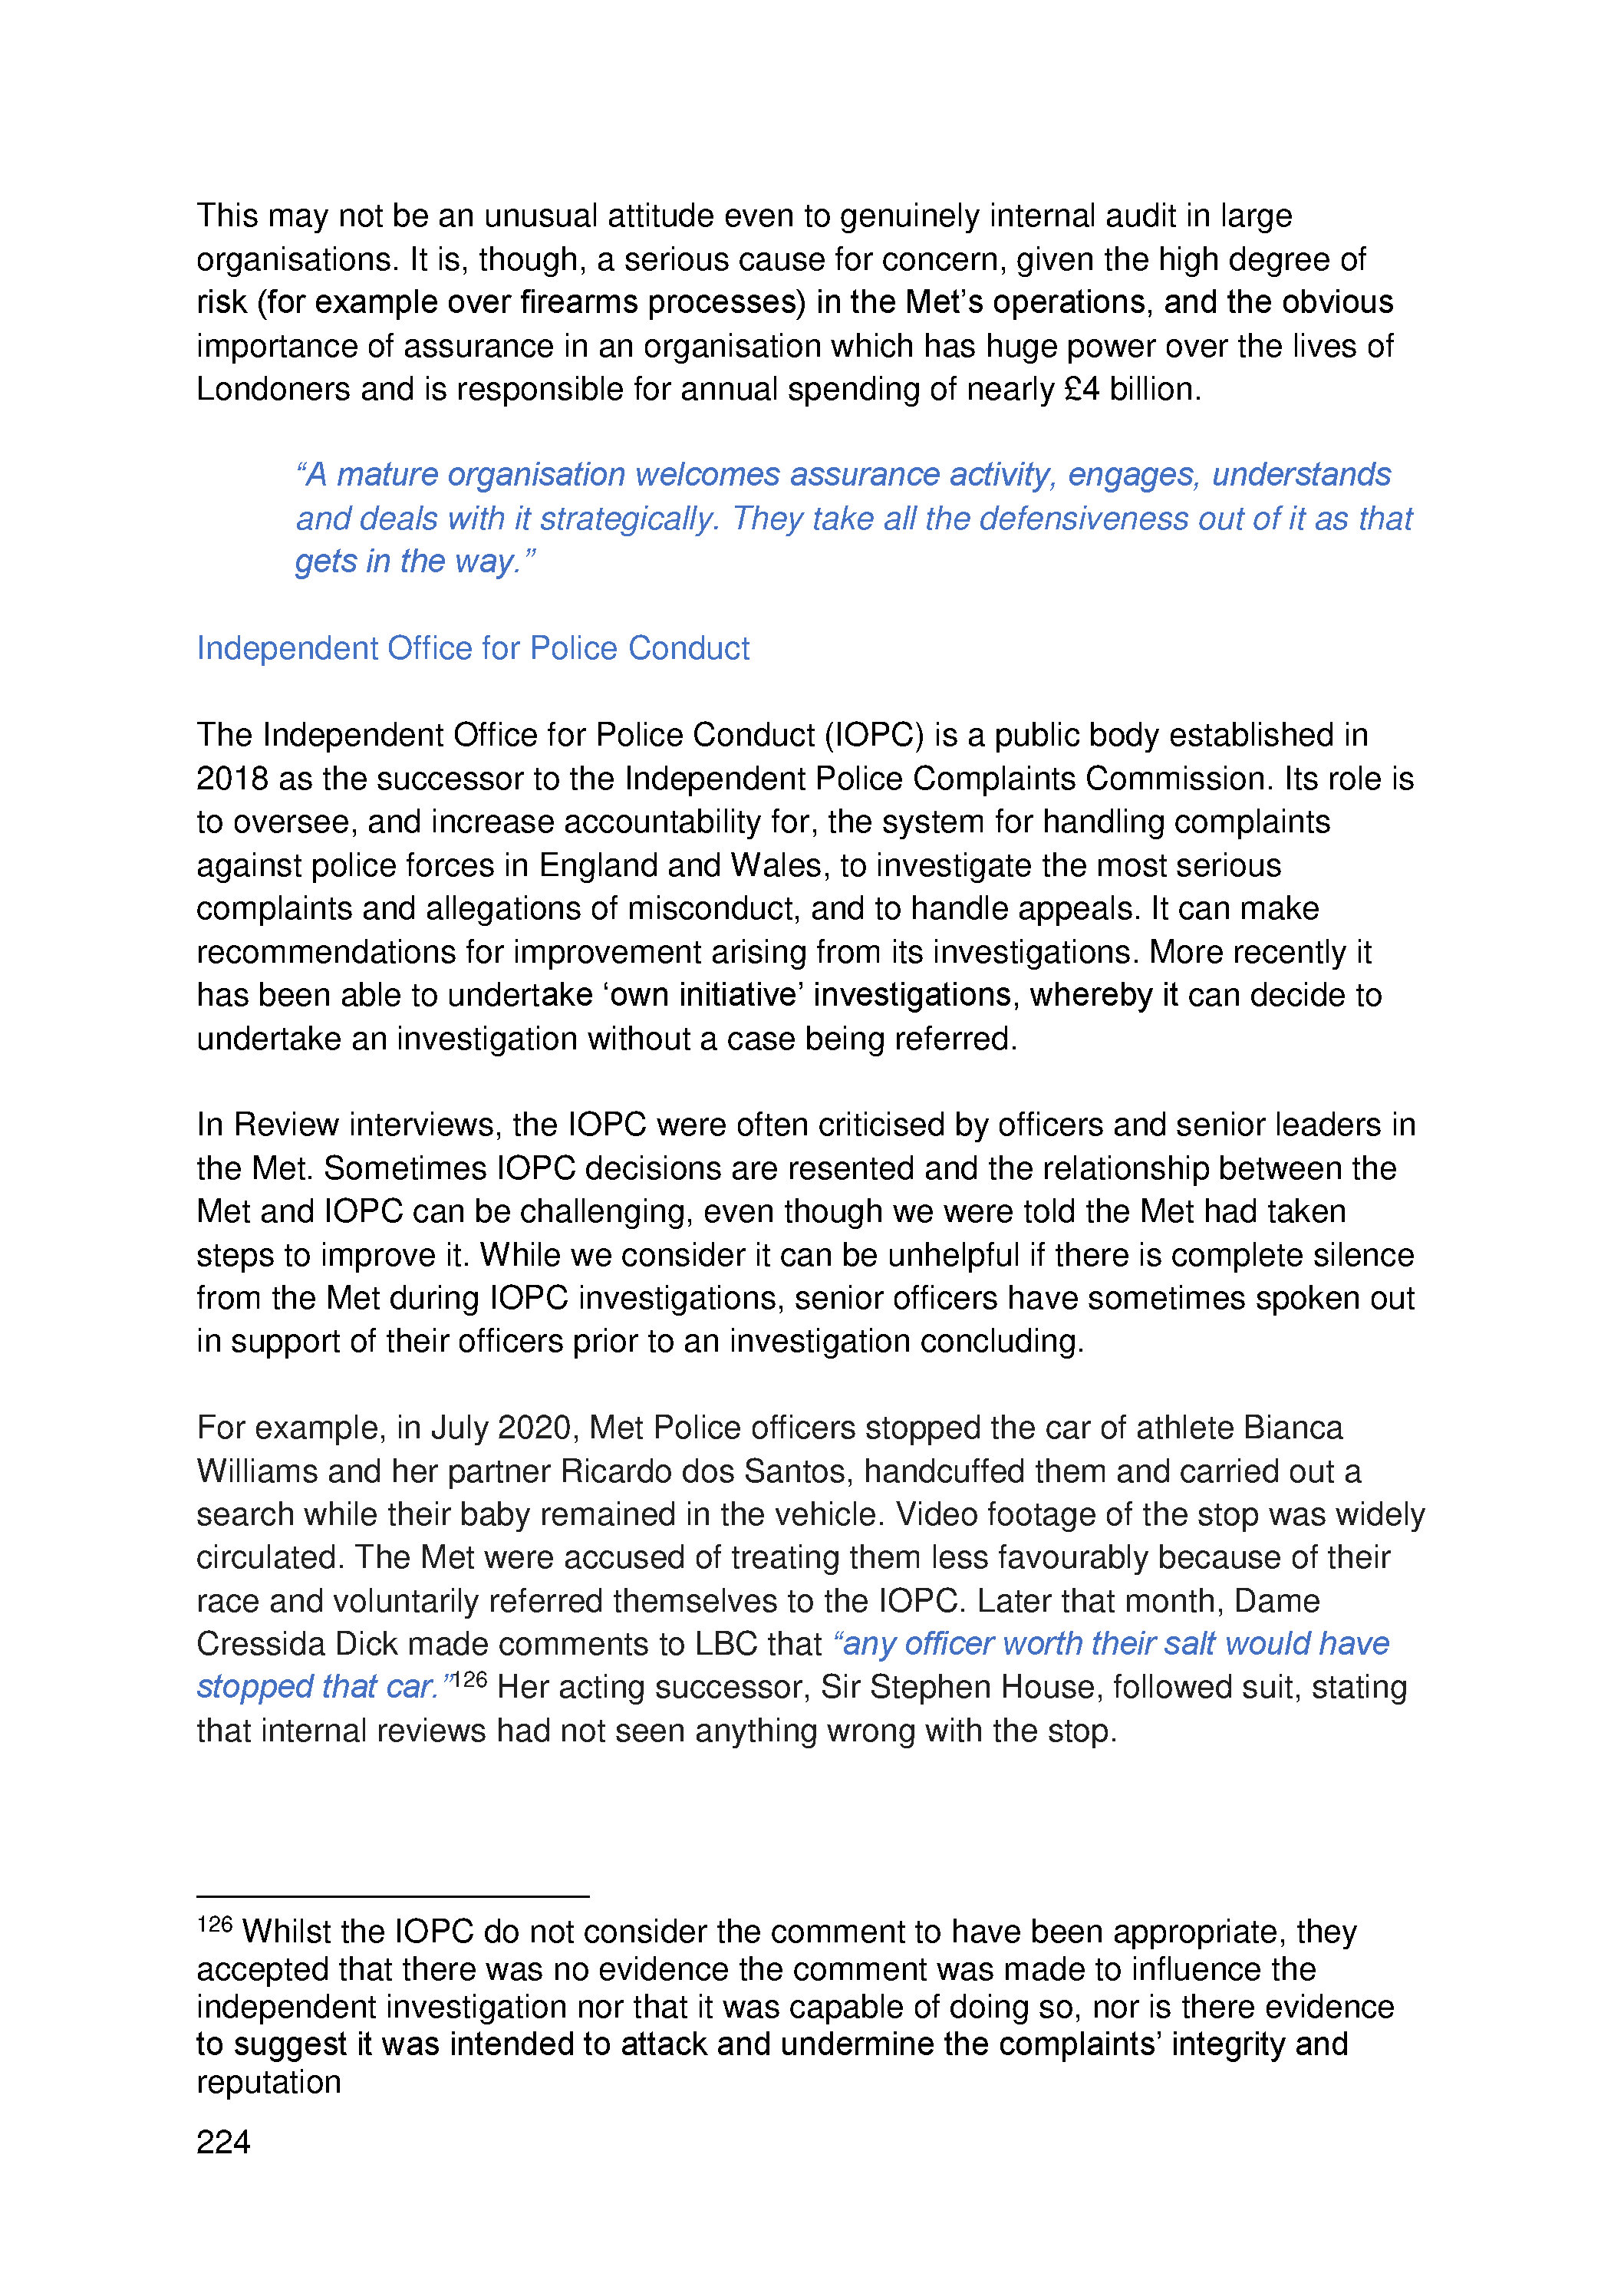 This may not be an unusual attitude even to genuinely internal audit in large
organisations. It is, though, a serious cause for concern, given the high degree of
risk (for example over firearms processes) in the Met’s operations, and the obvious
importance of assurance in an organisation which has huge power over the lives of
Londoners and is responsible for annual spending of nearly £4 billion.
“A mature organisation welcomes assurance activity, engages, understands
and deals with it strategically. They take all the defensiveness out of it as that
gets in the way.”
Independent Office for Police Conduct
The Independent Office for Police Conduct (IOPC) is a public body established in
2018 as the successor to the Independent Police Complaints Commission. Its role is
to oversee, and increase accountability for, the system for handling complaints
against police forces in England and Wales, to investigate the most serious
complaints and allegations of misconduct, and to handle appeals. It can make
recommendations for improvement arising from its investigations. More recently it
has been able to undertake ‘own initiative’ investigations, whereby it can decide to
undertake an investigation without a case being referred.
In Review interviews, the IOPC were often criticised by officers and senior leaders in
the Met. Sometimes IOPC decisions are resented and the relationship between the
Met and IOPC can be challenging, even though we were told the Met had taken
steps to improve it. While we consider it can be unhelpful if there is complete silence
from the Met during IOPC investigations, senior officers have sometimes spoken out
in support of their officers prior to an investigation concluding.
For example, in July 2020, Met Police officers stopped the car of athlete Bianca
Williams and her partner Ricardo dos Santos, handcuffed them and carried out a
search while their baby remained in the vehicle. Video footage of the stop was widely
circulated. The Met were accused of treating them less favourably because of their
race and voluntarily referred themselves to the IOPC. Later that month, Dame
Cressida Dick made comments to LBC that “any officer worth their salt would have
stopped that car.”126 Her acting successor, Sir Stephen House, followed suit, stating
that internal reviews had not seen anything wrong with the stop.
126 Whilst the IOPC do not consider the comment to have been appropriate, they
accepted that there was no evidence the comment was made to influence the
independent investigation nor that it was capable of doing so, nor is there evidence
to suggest it was intended to attack and undermine the complaints’ integrity and
reputation
224